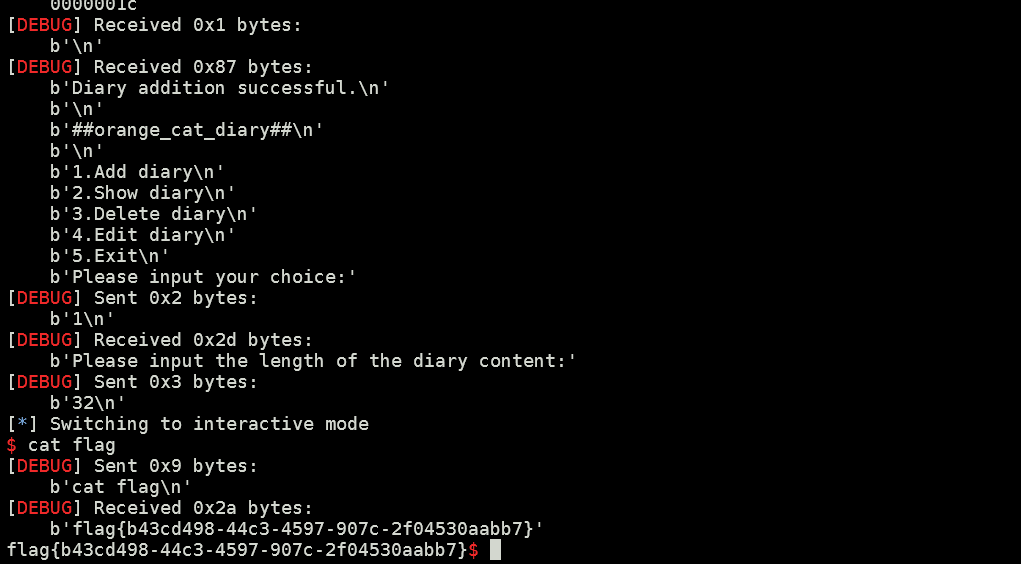 0000001c
[DEBUG] Received 0x1 bytes:
    b'\n'
[DEBUG] Received 0x87 bytes:
    b'Diary addition successful.\n'
    b'\n'
    b'##orange_cat_diary##\n'
    b'\n'
    b'1.Add diary\n'
    b'2.Show diary\n'
    b'3.Delete diary\n'
    b'4.Edit diary\n'
    b'5.Exit\n'
    b'Please input your choice:'
[DEBUG] Sent 0x2 bytes:
    b'1\n'
[DEBUG] Received 0x2d bytes:
    b'Please input the length of the diary content:'
[DEBUG] Sent 0x3 bytes:
    b'32\n'
[*] Switching to interactive mode
$ cat flag
[DEBUG] Sent 0x9 bytes:
    b'cat flag\n'
[DEBUG] Received 0x2a bytes:
    b'flag{b43cd498-44c3-4597-907c-2f04530aabb7}'
flag{b43cd498-44c3-4597-907c-2f04530aabb7}$